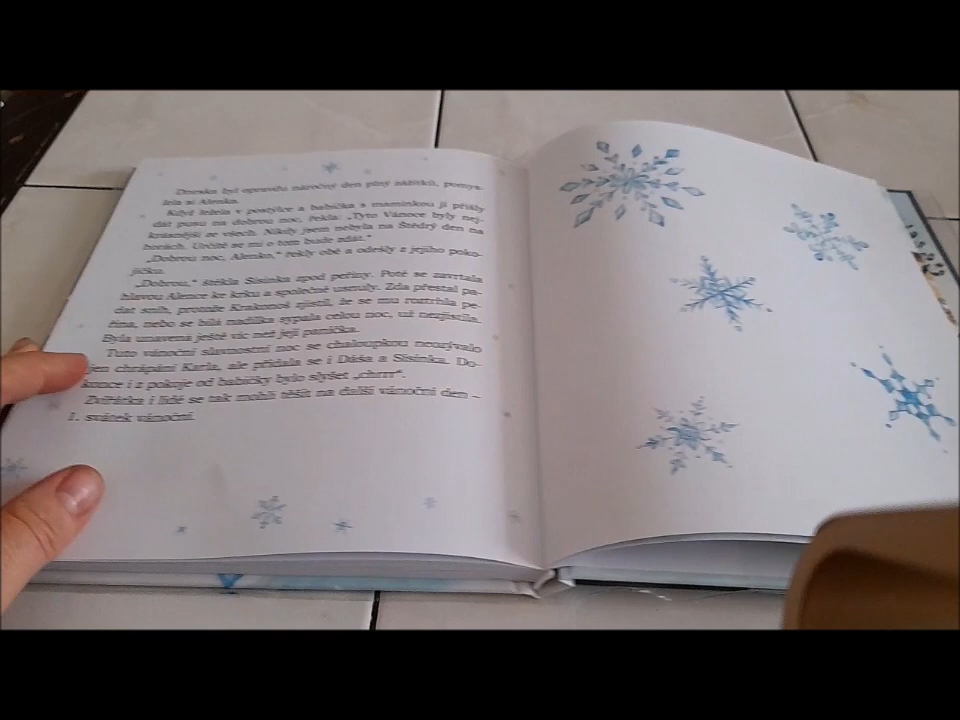 Dneska byl opravdu náročný den plný zážitků, pomys-
lela si Alenka.
Když ležela v postýlce a babička s maminkou jí přišly
dát pusu na dobrou noc, řekla: „Tyto Vánoce byly nej-
krásnější ze všech. Nikdy jsem nebyla na Štědrý den na
horách. Určitě se mi o tom bude zdát.“
„Dobrou noc, Alenko,“ řekly obě a odešly z jejího poko-
jíčku.
„Dobrou,“ štěkla Sisinka zpod peřiny. Poté se zavrtala
hlavou Alence ke krku a společně usnuly. Zda přestal pa-
dat sníh, protože Krakonoš zjistil, že se mu roztrhla pe-
řina, nebo se bílá nadílka sypala celou noc, už nezjistila.
Byla unavená ještě víc než její panička.
Tuto vánoční slavnostní noc se chaloupkou neozývalo
jen chrápání Karla, ale přidala se i Dáša a Sisinka. Do-
konce i z pokoje od babičky bylo slyšet „chrrr“.
Zvířátka i lidé se tak mohli těšit na další vánoční den –
1. svátek vánoční.